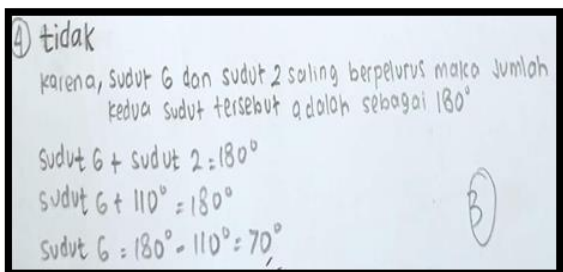 ④ tidak
Karena, sudut 6 dan sudut 2 saling berpelurus maka jumlah
kedua sudut tersebut adalah sebagai 180°
sudut 6 + sudut 2 = 180°
sudut 6 + 110° = 180°
sudut 6 = 180° - 110° = 70°
B